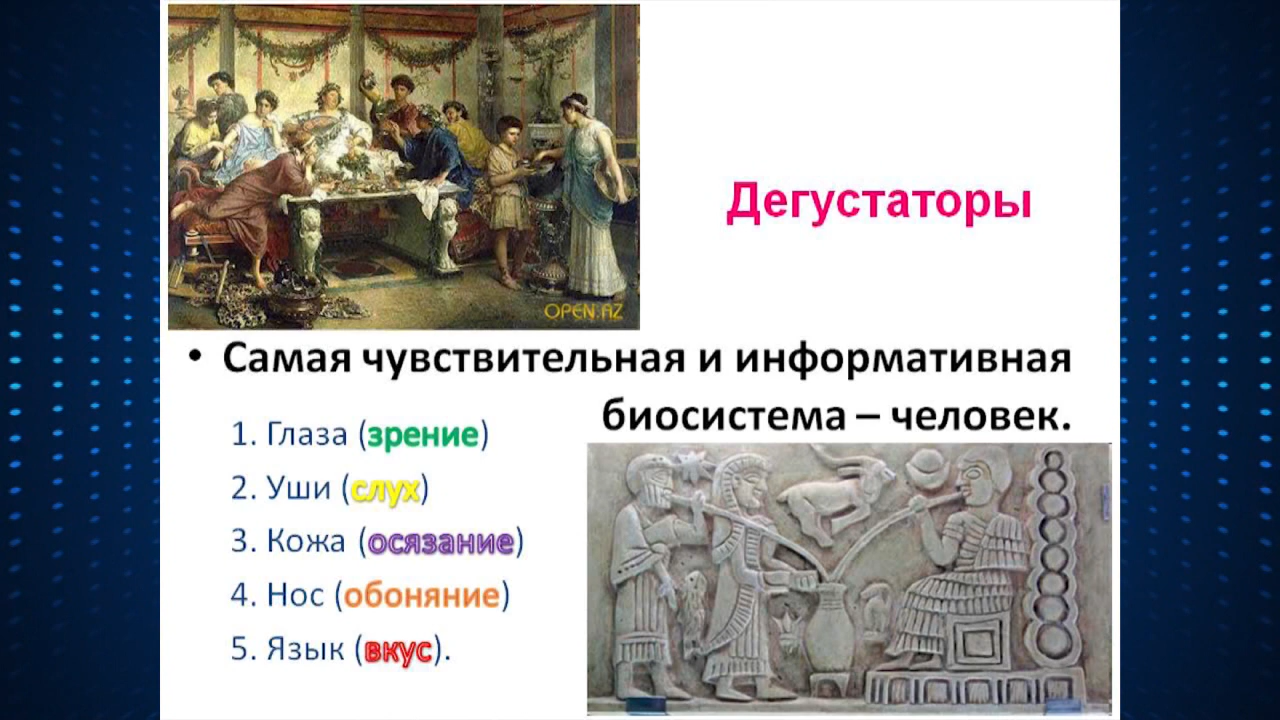 OPEN.AZ
Дегустаторы
• Самая чувствительная и информативная
биосистема – человек.
1. Глаза (зрение)
2. Уши (слух)
3. Кожа (осязание)
4. Нос (обоняние)
5. Язык (вкус).